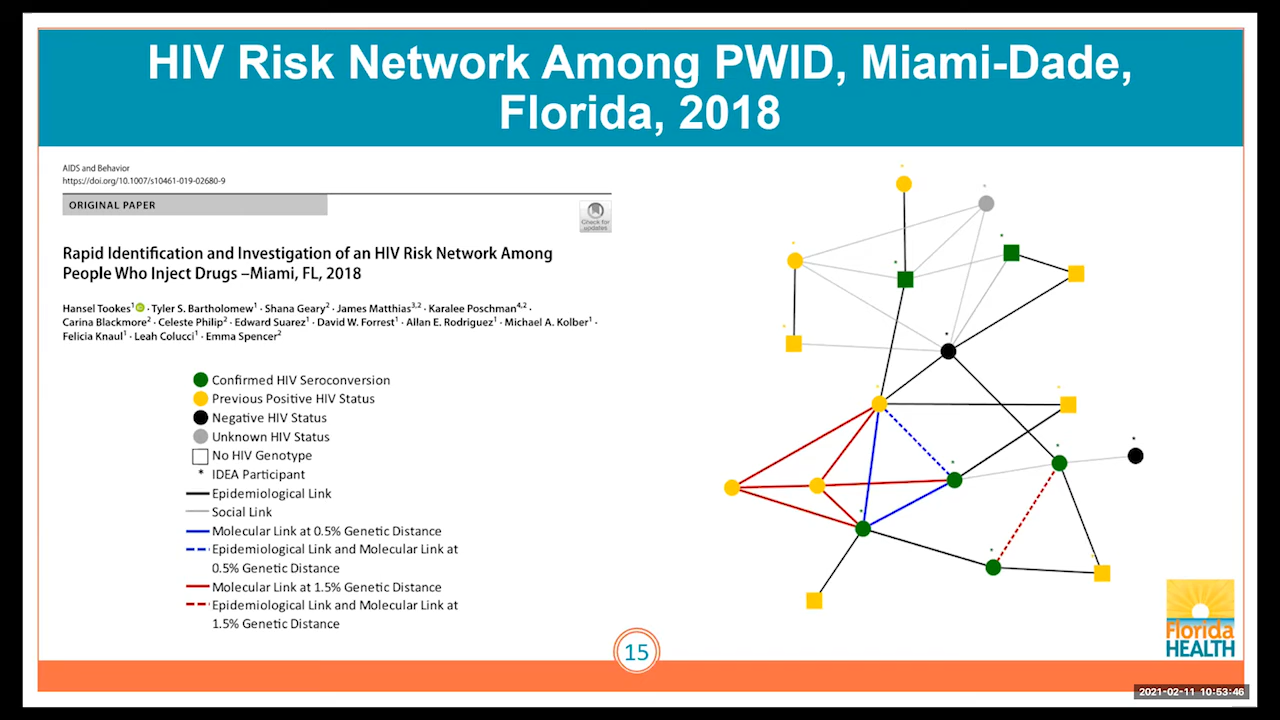 HIV Risk Network Among PWID, Miami-Dade,
Florida, 2018
AIDS and Behavior
https://doi.org/10.1007/s10461-019-02680-9
ORIGINAL PAPER
Check for
updates
Rapid Identification and Investigation of an HIV Risk Network Among
People Who Inject Drugs –Miami, FL, 2018
Hansel Tookes1 · Tyler S. Bartholomew1 · Shana Geary2 · James Matthias3,2 · Karalee Poschman4,2 ·
Carina Blackmore2 · Celeste Philip2 · Edward Suarez1 · David W. Forrest1 · Allan E. Rodriguez1 · Michael A. Kolber1 ·
Felicia Knaul1 · Leah Colucci1 · Emma Spencer2
Confirmed HIV Seroconversion
Previous Positive HIV Status
Negative HIV Status
Unknown HIV Status
No HIV Genotype
* IDEA Participant
Epidemiological Link
Social Link
Molecular Link at 0.5% Genetic Distance
Epidemiological Link and Molecular Link at
0.5% Genetic Distance
Molecular Link at 1.5% Genetic Distance
Epidemiological Link and Molecular Link at
1.5% Genetic Distance
Florida
HEALTH
15
2021-02-11 10:53:46